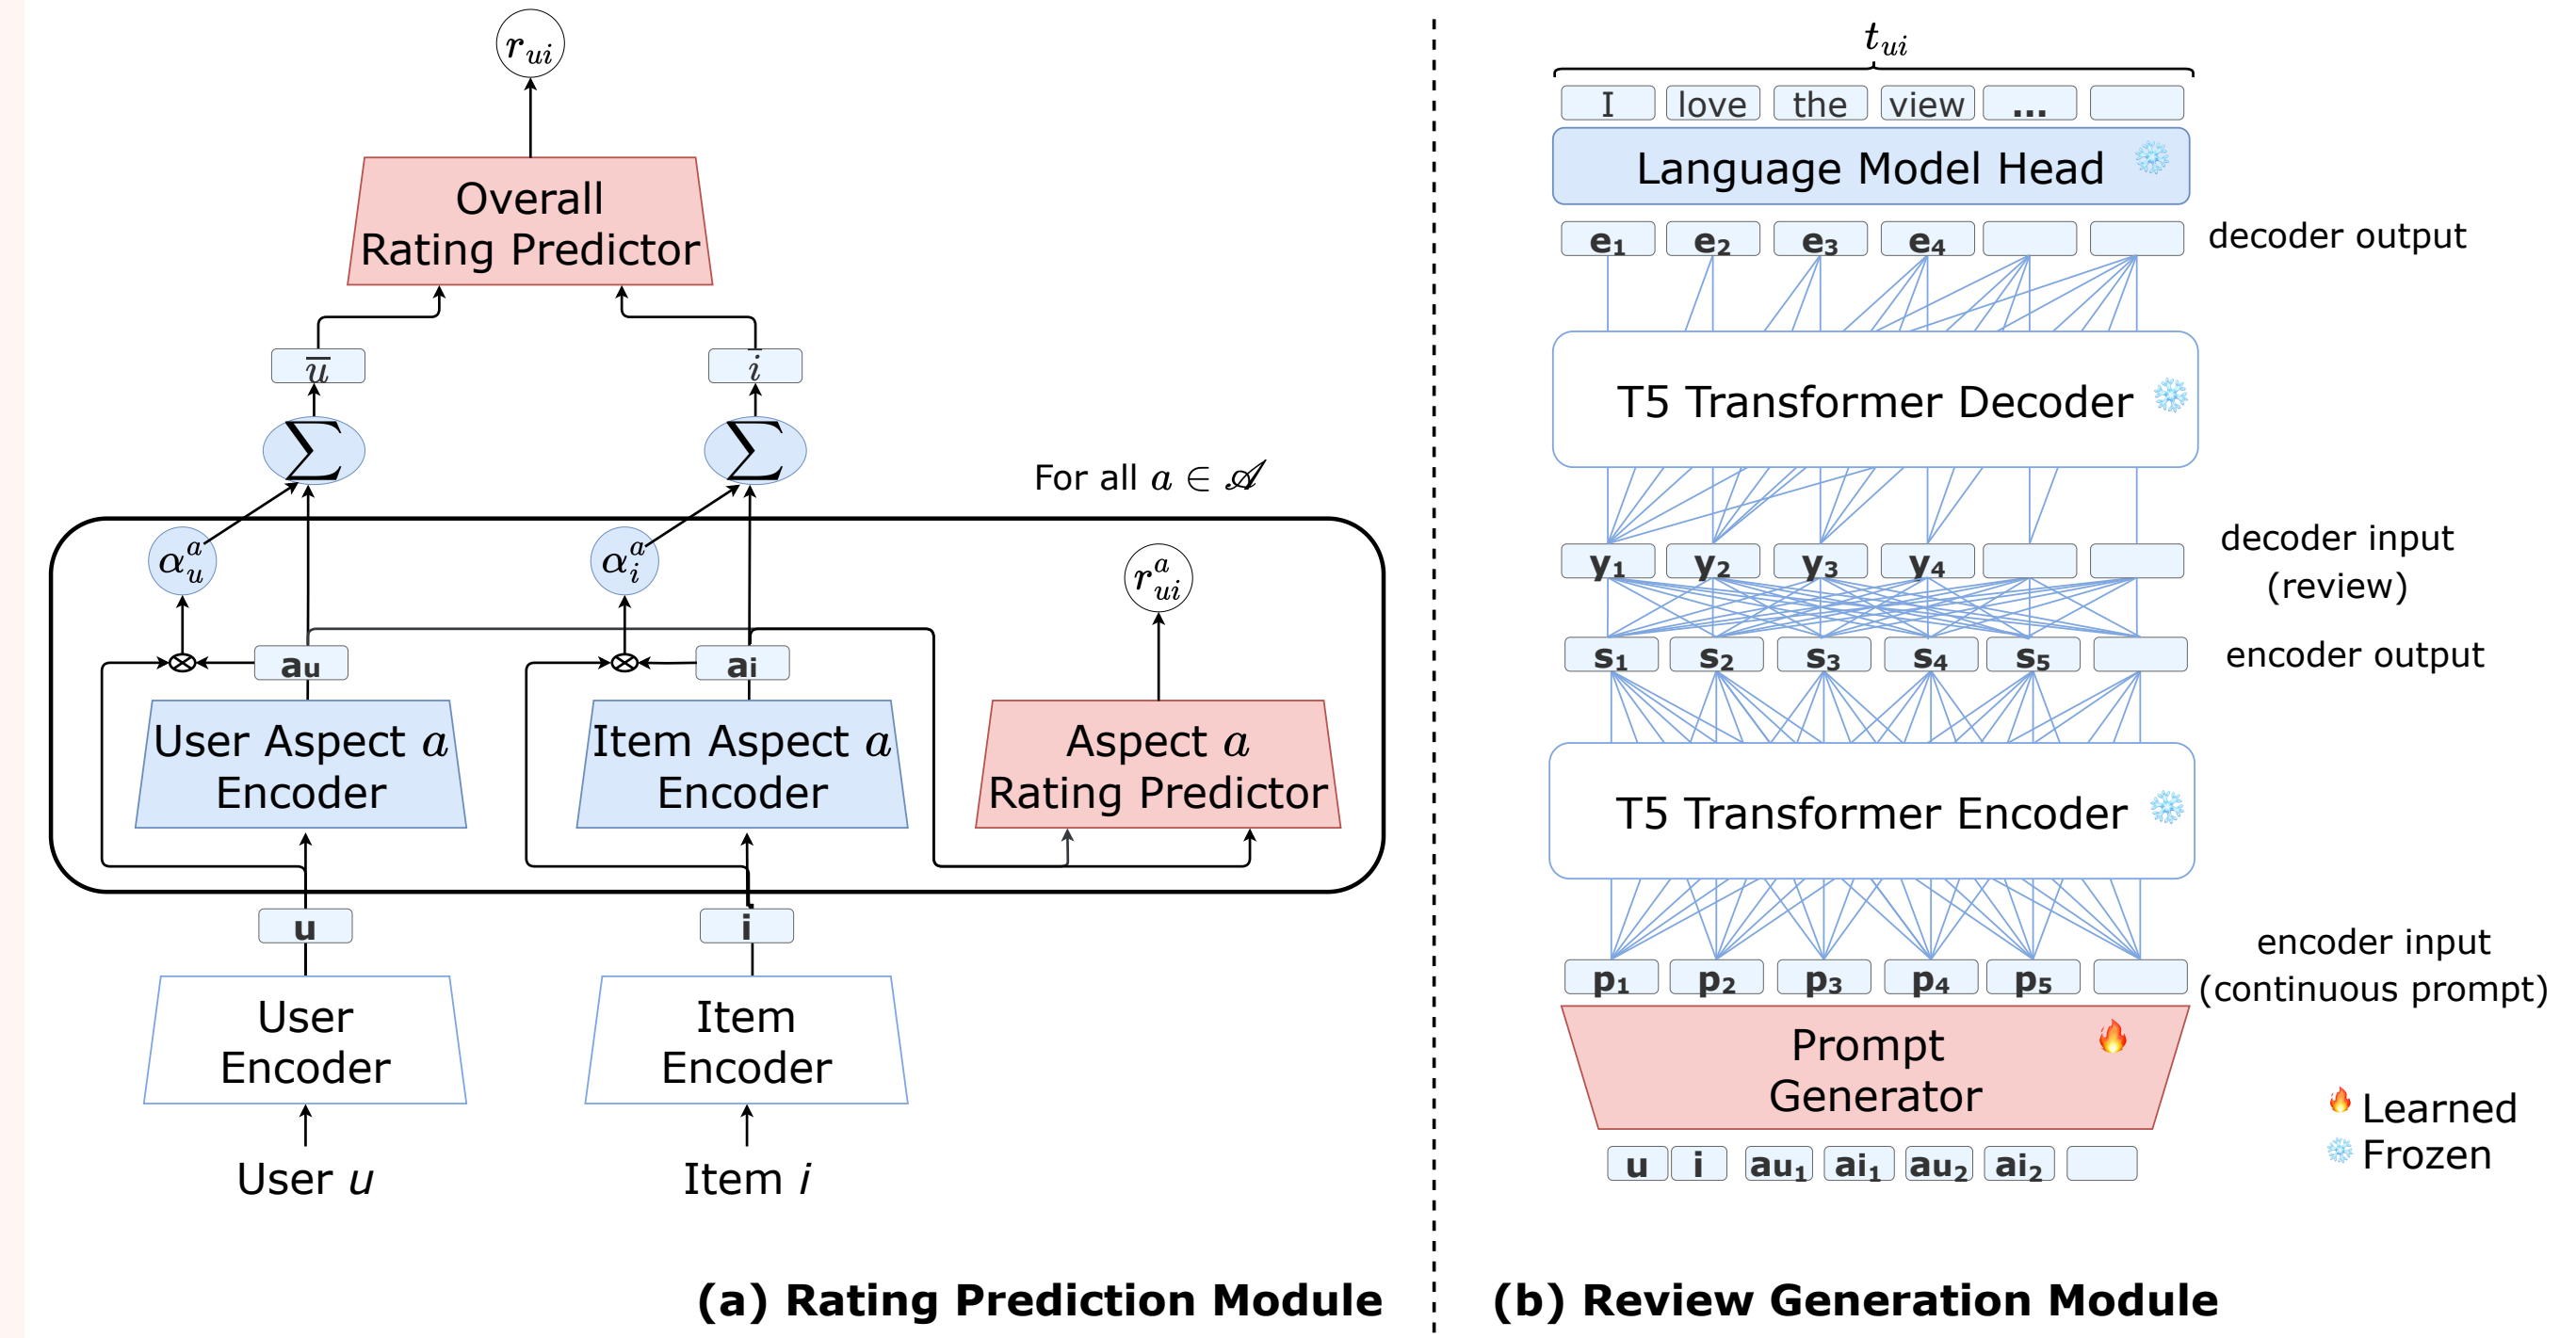 r_ui
Overall
Rating Predictor
u̅
i̅
∑
∑
For all a ∈ 𝒜
α_u^a
α_i^a
r_ui^a
au
ai
User Aspect a
Encoder
Item Aspect a
Encoder
Aspect a
Rating Predictor
u
i
User
Encoder
Item
Encoder
User u
Item i
(a) Rating Prediction Module
t_ui
I love the view ...
Language Model Head
e1 e2 e3 e4
decoder output
T5 Transformer Decoder
decoder input
(review)
y1 y2 y3 y4
s1 s2 s3 s4 s5
encoder output
T5 Transformer Encoder
encoder input
(continuous prompt)
p1 p2 p3 p4 p5
Prompt
Generator
u i au1 ai1 au2 ai2
Learned
Frozen
(b) Review Generation Module